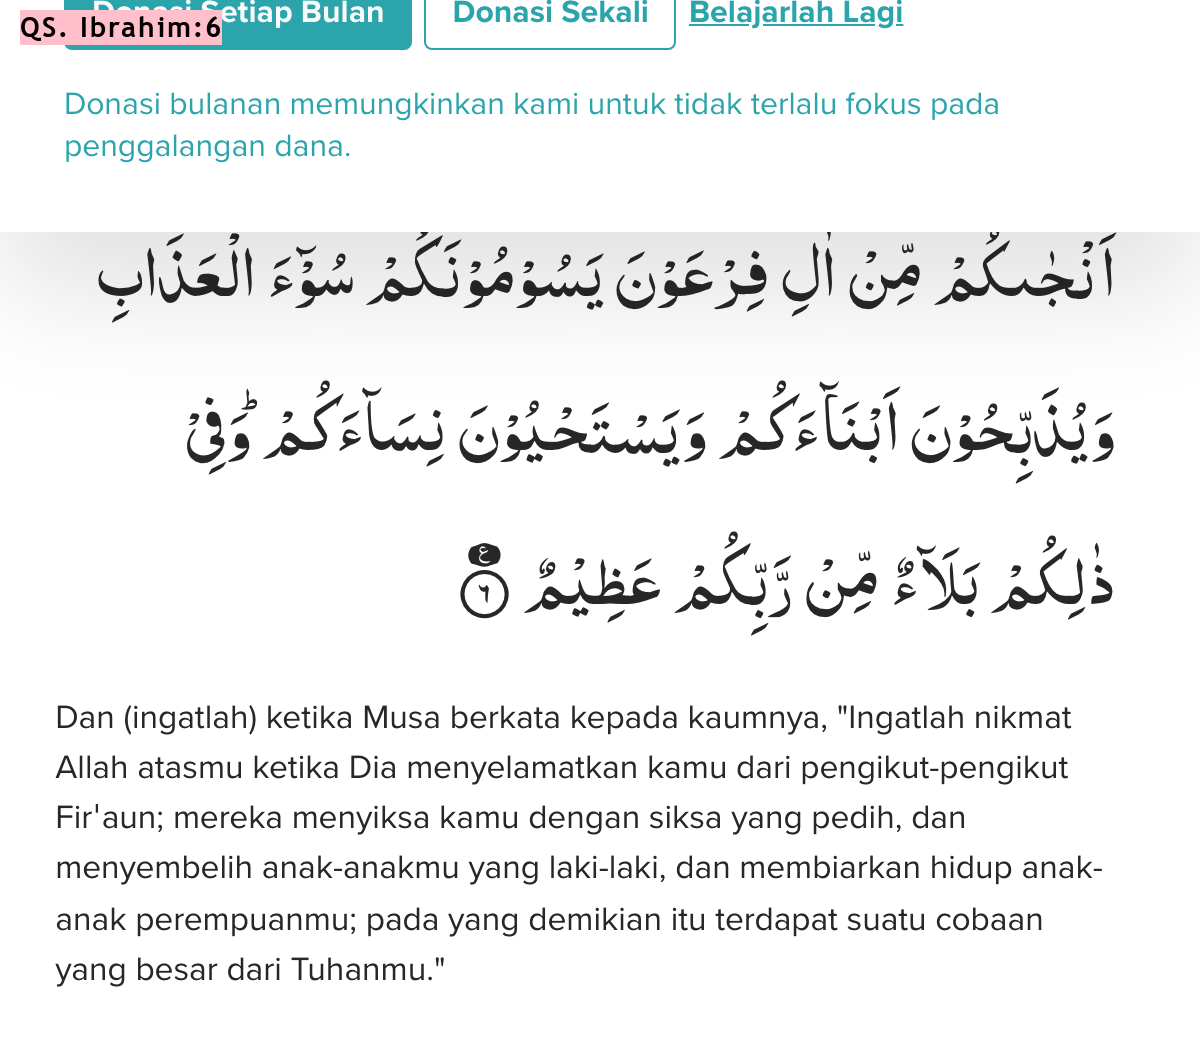 Donasi Setiap Bulan Donasi Sekali Belajarlah Lagi
QS. Ibrahim:6
Donasi bulanan memungkinkan kami untuk tidak terlalu fokus pada
penggalangan dana.
اَنْجٰىكُمْ مِّنْ اٰلِ فِرْعَوْنَ يَسُوْمُوْنَكُمْ سُوْۤءَ الْعَذَابِ
وَيُذَبِّحُوْنَ اَبْنَاۤءَكُمْ وَيَسْتَحْيُوْنَ نِسَاۤءَكُمْ ۗوَفِيْ
ذٰلِكُمْ بَلَاۤءٌ مِّنْ رَّبِّكُمْ عَظِيْمٌ ࣖ ٦
Dan (ingatlah) ketika Musa berkata kepada kaumnya, "Ingatlah nikmat
Allah atasmu ketika Dia menyelamatkan kamu dari pengikut-pengikut
Fir'aun; mereka menyiksa kamu dengan siksa yang pedih, dan
menyembelih anak-anakmu yang laki-laki, dan membiarkan hidup anak-
anak perempuanmu; pada yang demikian itu terdapat suatu cobaan
yang besar dari Tuhanmu."